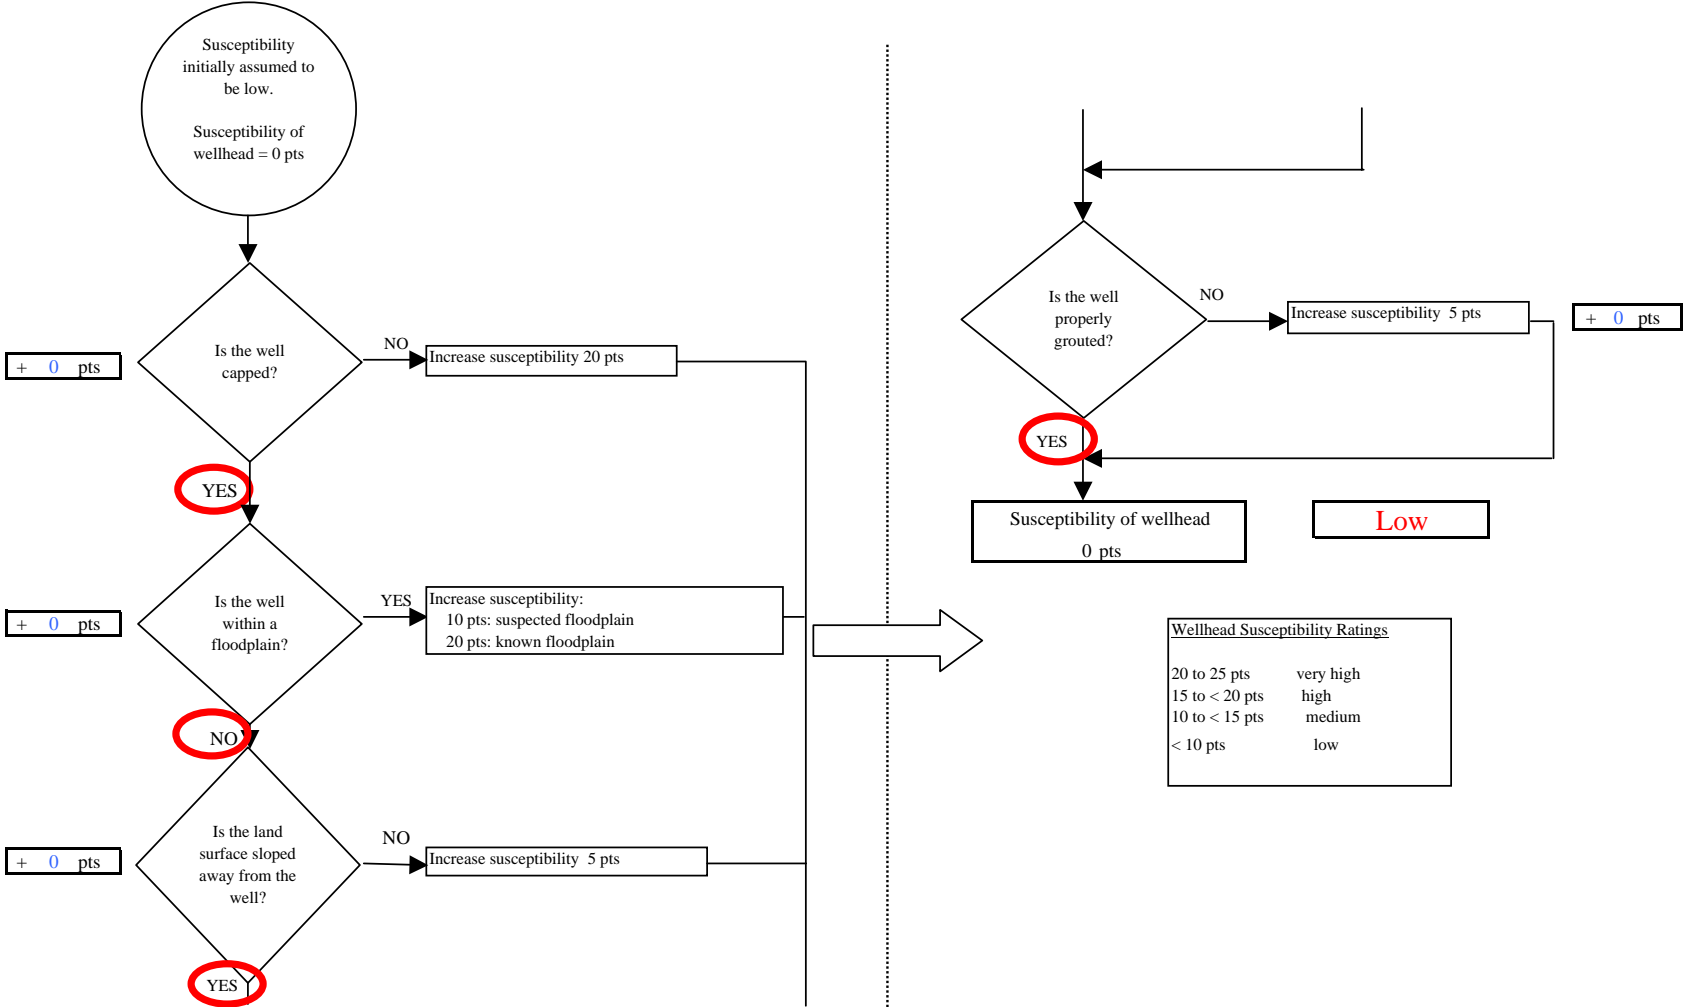 Susceptibility
initially assumed to
be low.
Susceptibility of
wellhead = 0 pts
Is the well
capped?
NO
Increase susceptibility 20 pts
+ 0 pts
YES
Is the well
within a
floodplain?
YES
Increase susceptibility:
10 pts: suspected floodplain
20 pts: known floodplain
+ 0 pts
NO
Is the land
surface sloped
away from the
well?
NO
Increase susceptibility 5 pts
+ 0 pts
YES
Is the well
properly
grouted?
NO
Increase susceptibility 5 pts
+ 0 pts
YES
Susceptibility of wellhead
0 pts
Low
Wellhead Susceptibility Ratings
20 to 25 pts very high
15 to < 20 pts high
10 to < 15 pts medium
< 10 pts low